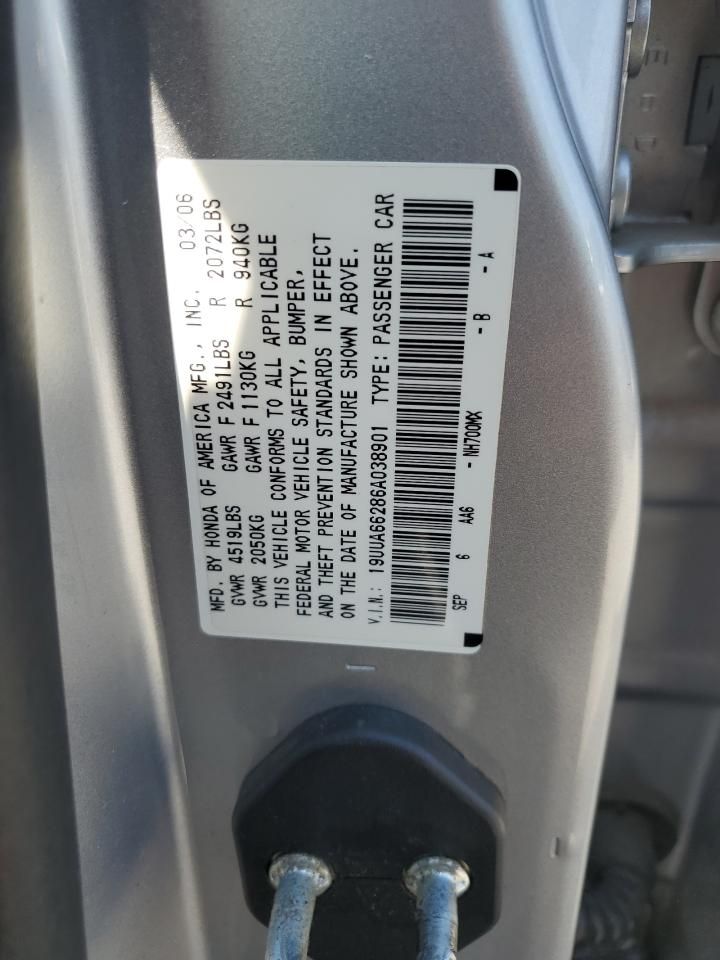 MFD. BY HONDA OF AMERICA MFG., INC. 03/06
GVWR 4519LBS GAWR F 2491LBS R 2072LBS
GVWR 2050KG GAWR F 1130KG R 940KG
THIS VEHICLE CONFORMS TO ALL APPLICABLE
FEDERAL MOTOR VEHICLE SAFETY, BUMPER,
AND THEFT PREVENTION STANDARDS IN EFFECT
ON THE DATE OF MANUFACTURE SHOWN ABOVE.
V.I.N.: 19UUA66286A038901 TYPE: PASSENGER CAR
SEP 6 AA6 - NH700MX - B - A